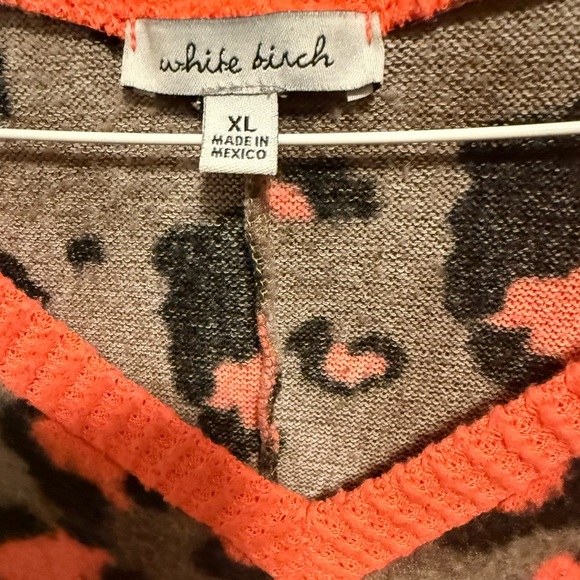 white birch
XL
MADE IN
MEXICO